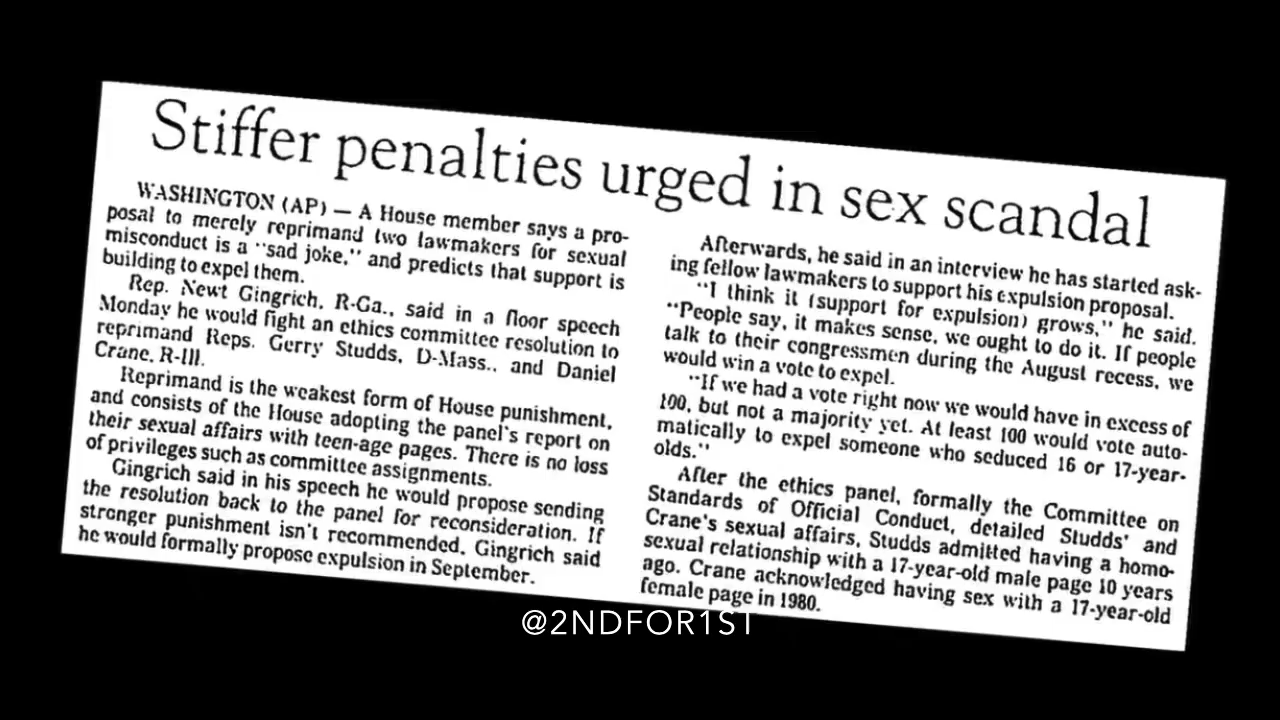 Stiffer penalties urged in sex scandal
WASHINGTON (AP) — A House member says a pro-
posal to merely reprimand two lawmakers for sexual
misconduct is a "sad joke," and predicts that support is
building to expel them.
Rep. Newt Gingrich, R-Ga., said in a floor speech
Monday he would fight an ethics committee resolution to
reprimand Reps. Gerry Studds, D-Mass., and Daniel
Crane, R-Ill.
Reprimand is the weakest form of House punishment,
and consists of the House adopting the panel's report on
their sexual affairs with teen-age pages. There is no loss
of privileges such as committee assignments.
Gingrich said in his speech he would propose sending
the resolution back to the panel for reconsideration. If
stronger punishment isn't recommended, Gingrich said
he would formally propose expulsion in September.
Afterwards, he said in an interview he has started ask-
ing fellow lawmakers to support his expulsion proposal.
"I think it (support for expulsion) grows," he said.
"People say, it makes sense, we ought to do it. If people
talk to their congressmen during the August recess, we
would win a vote to expel.
"If we had a vote right now we would have in excess of
100, but not a majority yet. At least 100 would vote auto-
matically to expel someone who seduced 16 or 17-year-
olds."
After the ethics panel, formally the Committee on
Standards of Official Conduct, detailed Studds' and
Crane's sexual affairs, Studds admitted having a homo-
sexual relationship with a 17-year-old male page 10 years
ago. Crane acknowledged having sex with a 17-year-old
female page in 1980.
@2NDFOR1ST